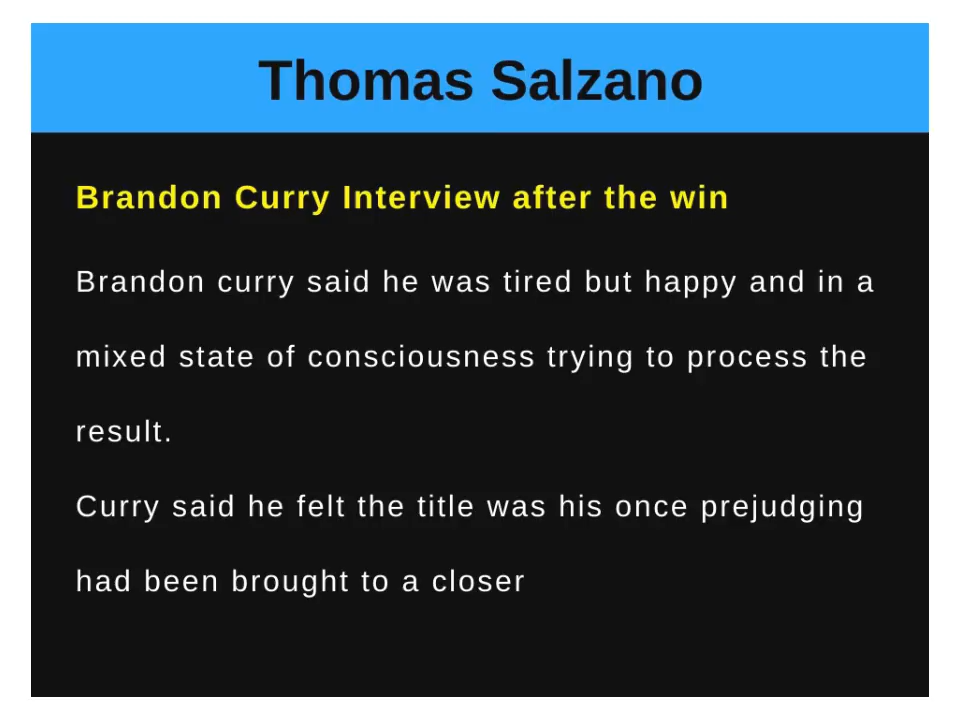 Thomas Salzano
Brandon Curry Interview after the win
Brandon curry said he was tired but happy and in a
mixed state of consciousness trying to process the
result.
Curry said he felt the title was his once prejudging
had been brought to a closer